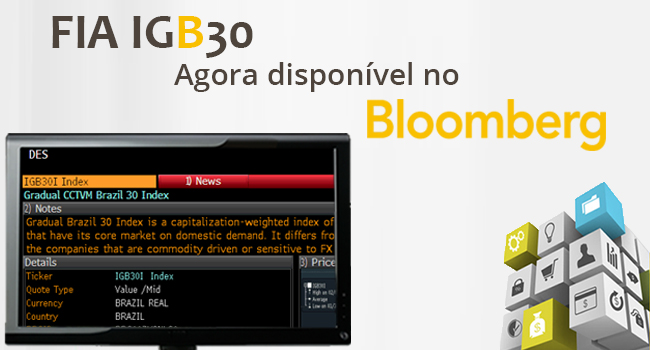 FIA IGB30
Agora disponível no
Bloomberg
DES
IGB30I Index
1) News
Gradual CCTVM Brazil 30 Index
2) Notes
Gradual Brazil 30 Index is a capitalization-weighted index of
that have its core market on domestic demand. It differs fro
the companies that are commodity driven or sensitive to FX
Details
3) Price
Ticker IGB30I Index
Quote Type Value /Mid
Currency BRAZIL REAL
Country BRAZIL